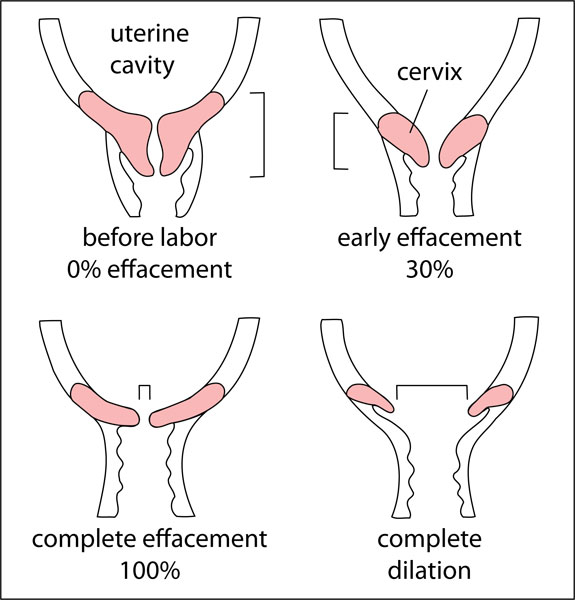 uterine
cavity
cervix
before labor
0% effacement
early effacement
30%
complete effacement
100%
complete
dilation